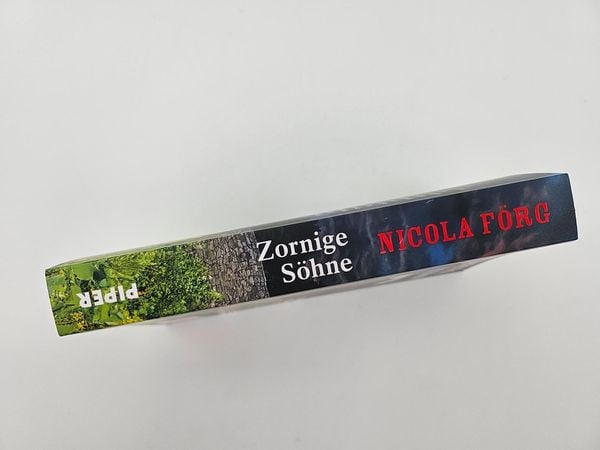 Zornige
Söhne
NICOLA FÖRG
PIPER